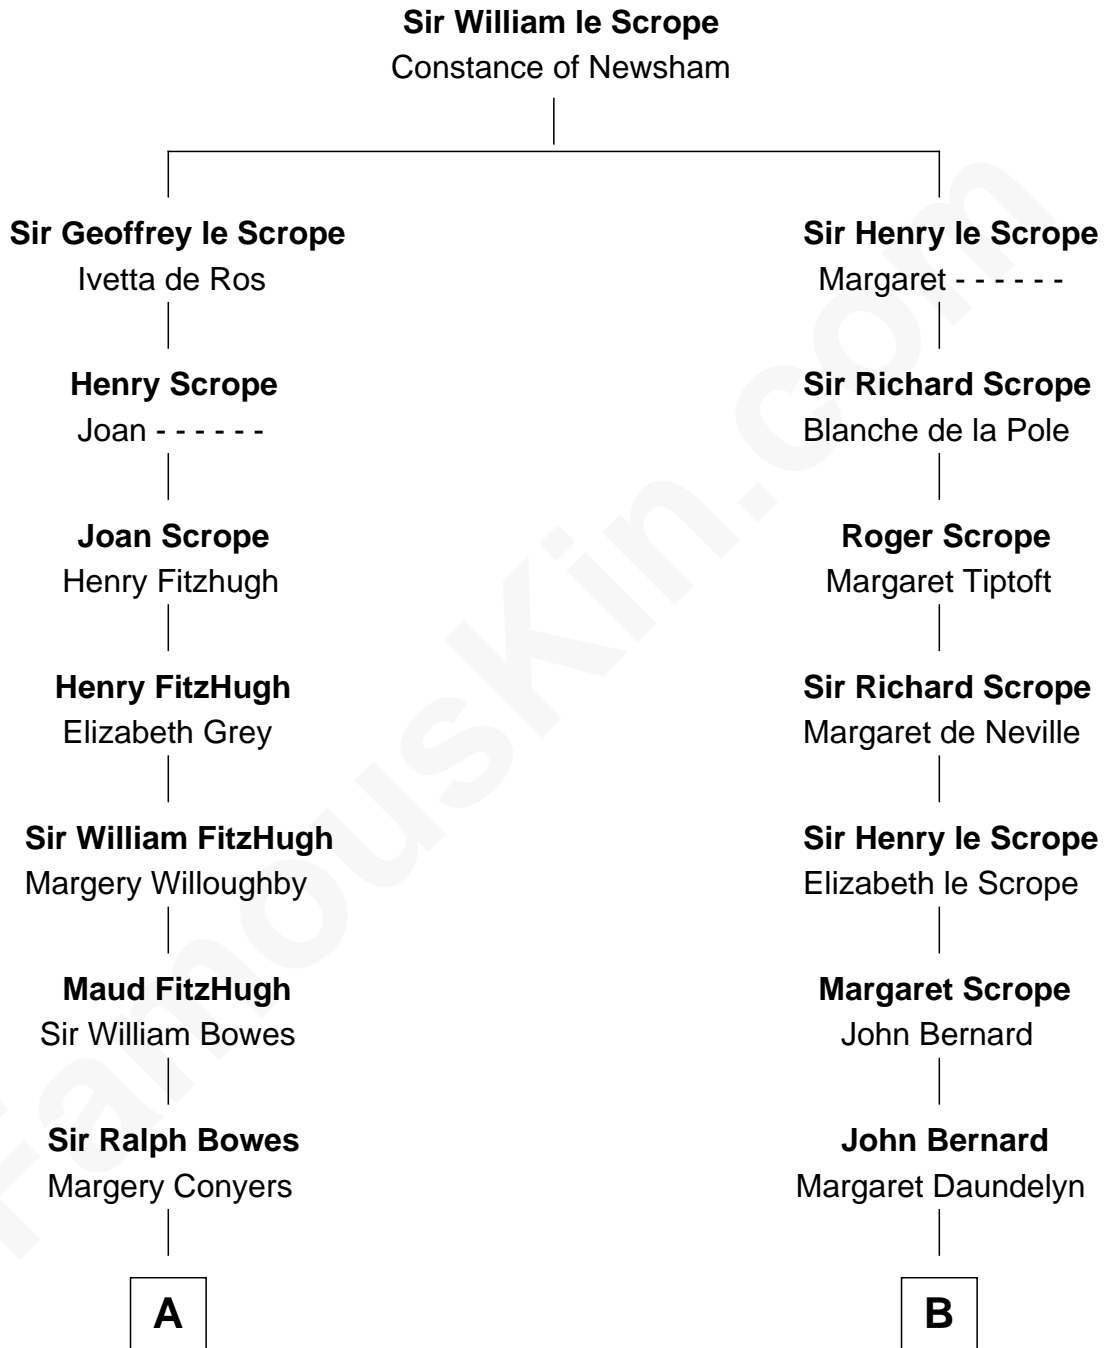 Sir William le Scrope
Constance of Newsham
Sir Geoffrey le Scrope
Ivetta de Ros
Sir Henry le Scrope
Margaret - - - - - -
Henry Scrope
Joan - - - - - -
Sir Richard Scrope
Blanche de la Pole
Joan Scrope
Henry Fitzhugh
Roger Scrope
Margaret Tiptoft
Henry FitzHugh
Elizabeth Grey
Sir Richard Scrope
Margaret de Neville
Sir William FitzHugh
Margery Willoughby
Sir Henry le Scrope
Elizabeth le Scrope
Maud FitzHugh
Sir William Bowes
Margaret Scrope
John Bernard
Sir Ralph Bowes
Margery Conyers
John Bernard
Margaret Daundelyn
A
B
FamousKin.com